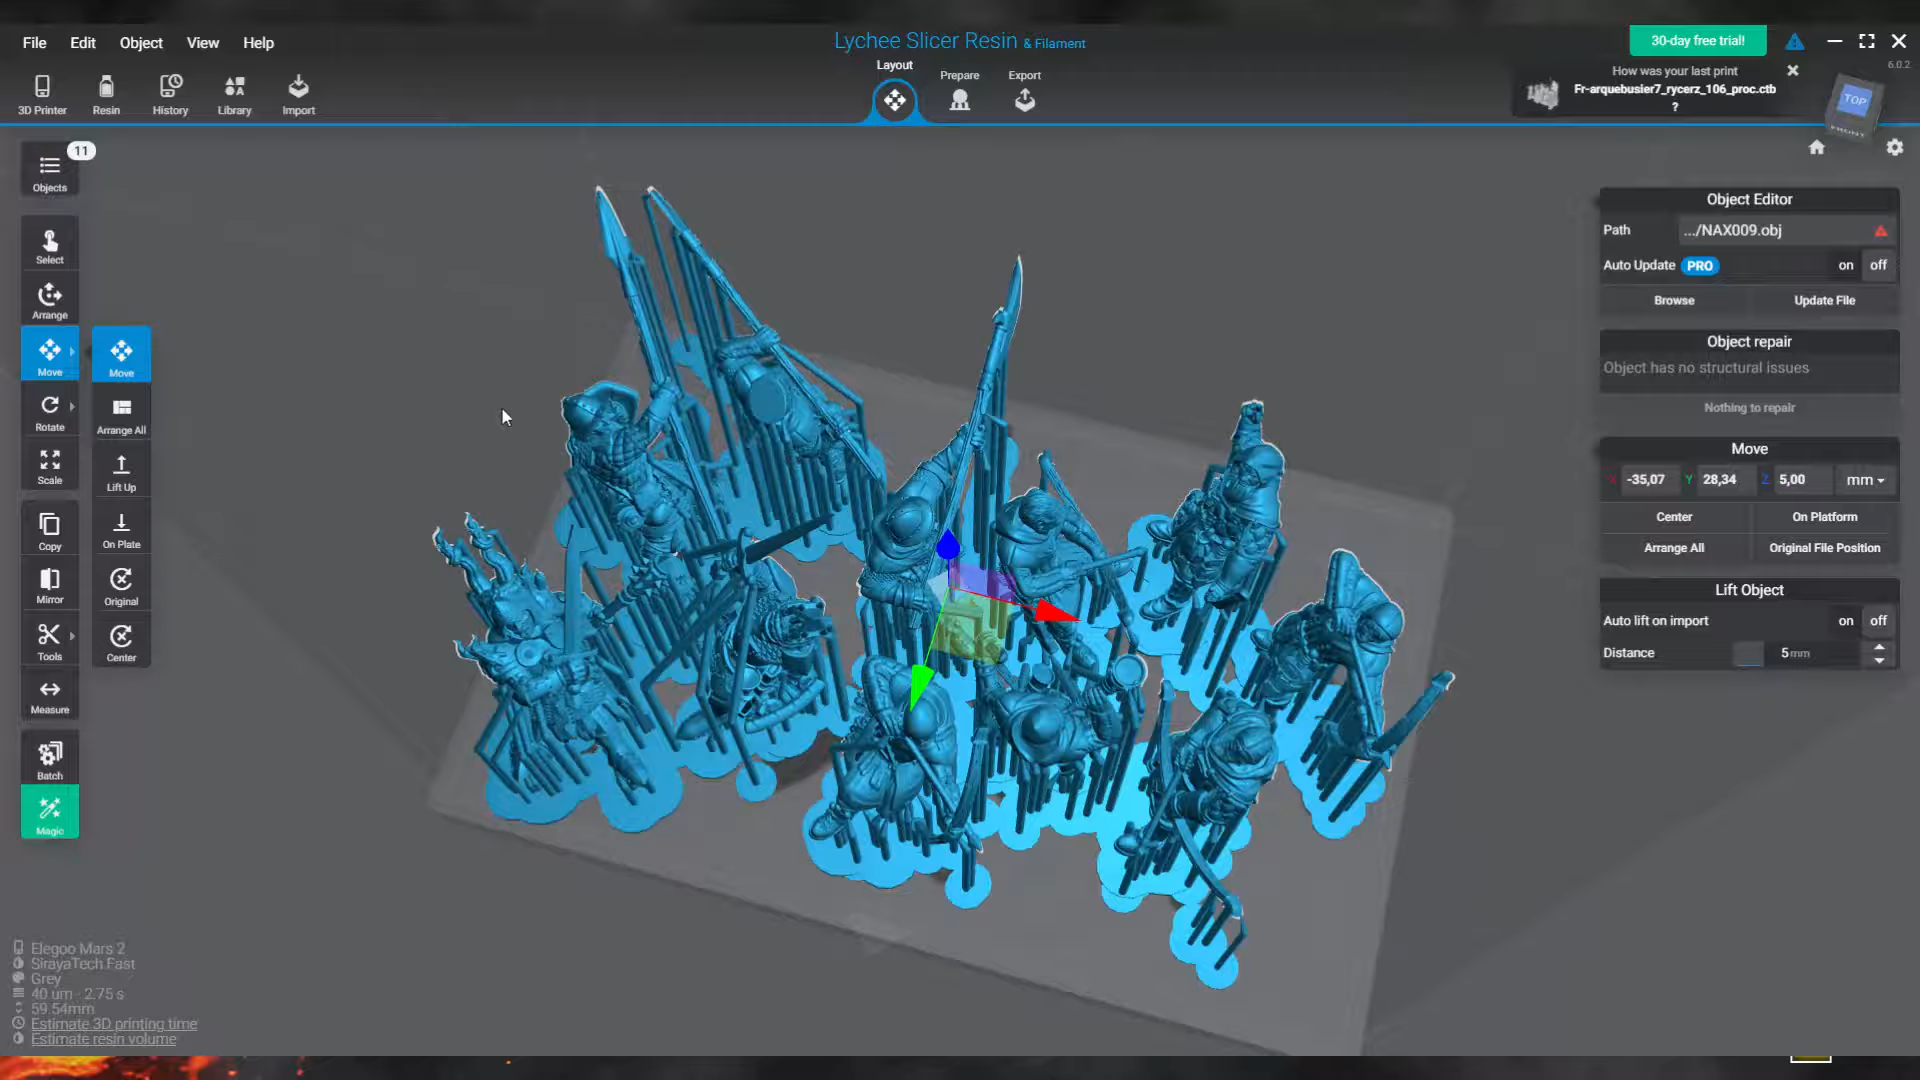 File Edit Object View Help
Lychee Slicer Resin & Filament
30-day free trial!
6.0.2
3D Printer Resin History Library Import
Layout Prepare Export
How was your last print
Fr-arquebusier7_rycerz_106_proc.ctb
?
TOP
FRONT
11
Objects
Select
Arrange
Move
Rotate
Scale
Copy
Mirror
Tools
Measure
Batch
Magic
Move
Arrange All
Lift Up
On Plate
Original
Center
Object Editor
Path .../NAX009.obj
Auto Update PRO on off
Browse Update File
Object repair
Object has no structural issues
Nothing to repair
Move
X -35,07 Y 28,34 Z 5,00 mm
Center On Platform
Arrange All Original File Position
Lift Object
Auto lift on import on off
Distance 5 mm
Elegoo Mars 2
SirayaTech Fast
Grey
40 um - 2.75 s
59.54mm
Estimate 3D printing time
Estimate resin volume